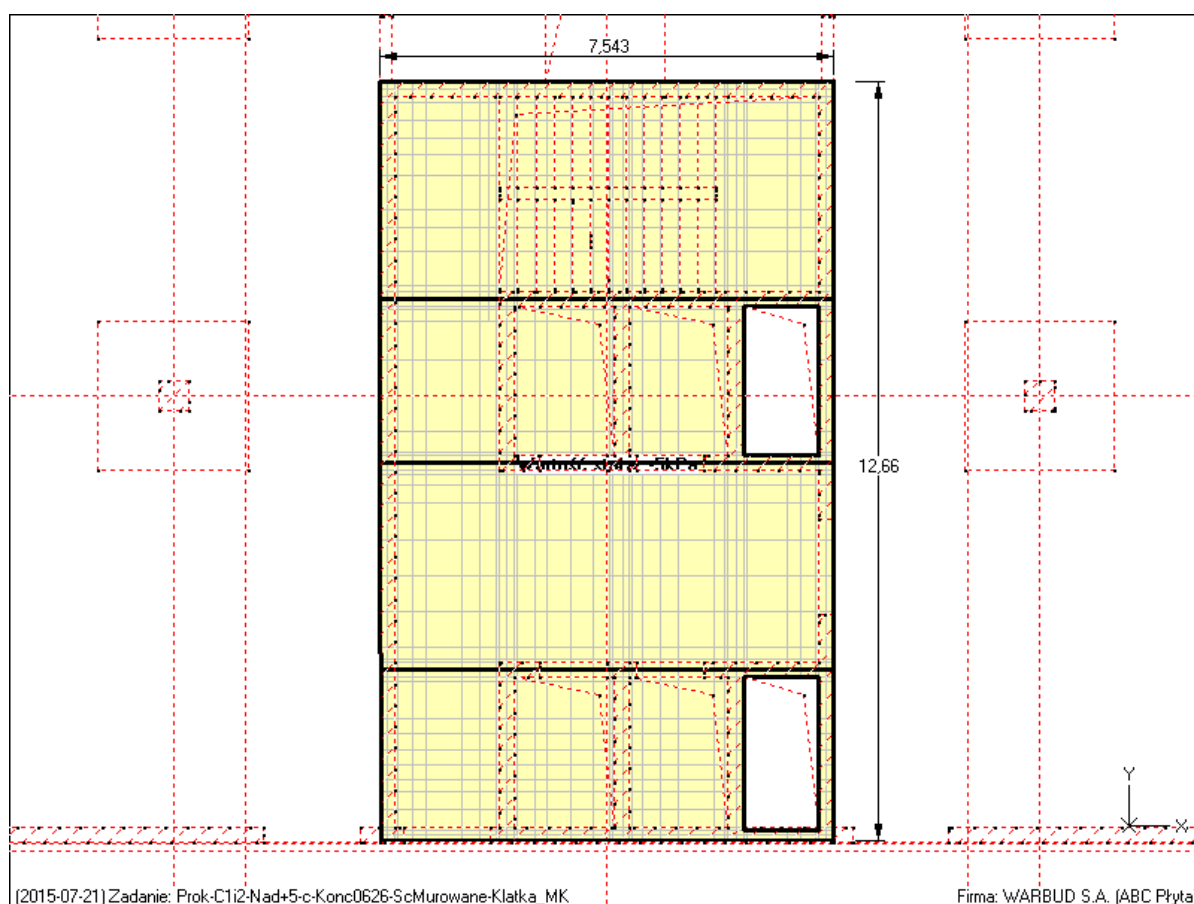 7,543
12,66
Y
X
(2015-07-21) Zadanie: Prok-C1i2-Nad+5-c-Konc0626-ScMurowane-Klatka_MK
Firma: WARBUD S.A. (ABC Płyta